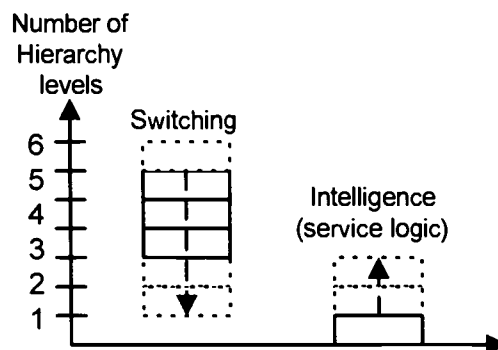 Number of
Hierarchy
levels
Switching
6
5
4
3
2
1
Intelligence
(service logic)